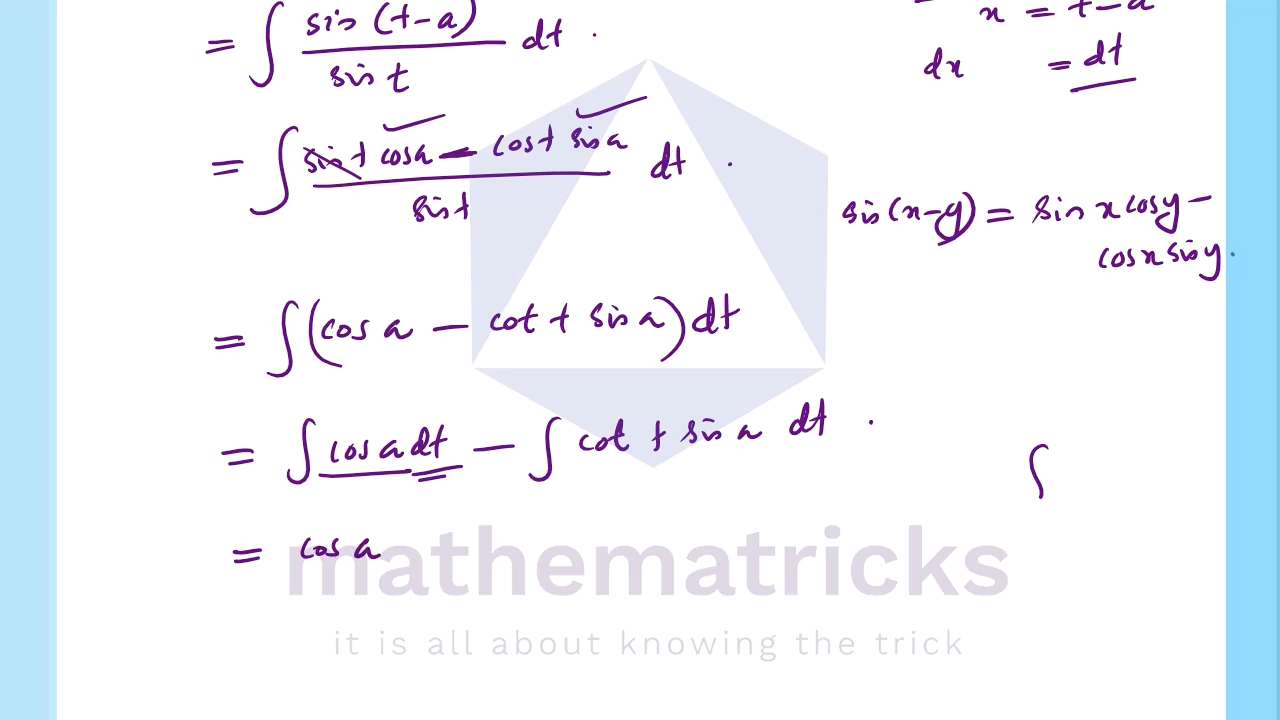 x = t - a
= ∫ sin (t-a) / sin t dt .
dx = dt
= ∫ sin t cos a - cos t sin a / sin t dt .
sin(x-y) = sin x cos y -
cos x sin y .
= ∫ (cos a - cot t sin a) dt
= ∫ cos a dt - ∫ cot t sin a dt .
∫
= cos a
mathematricks
it is all about knowing the trick